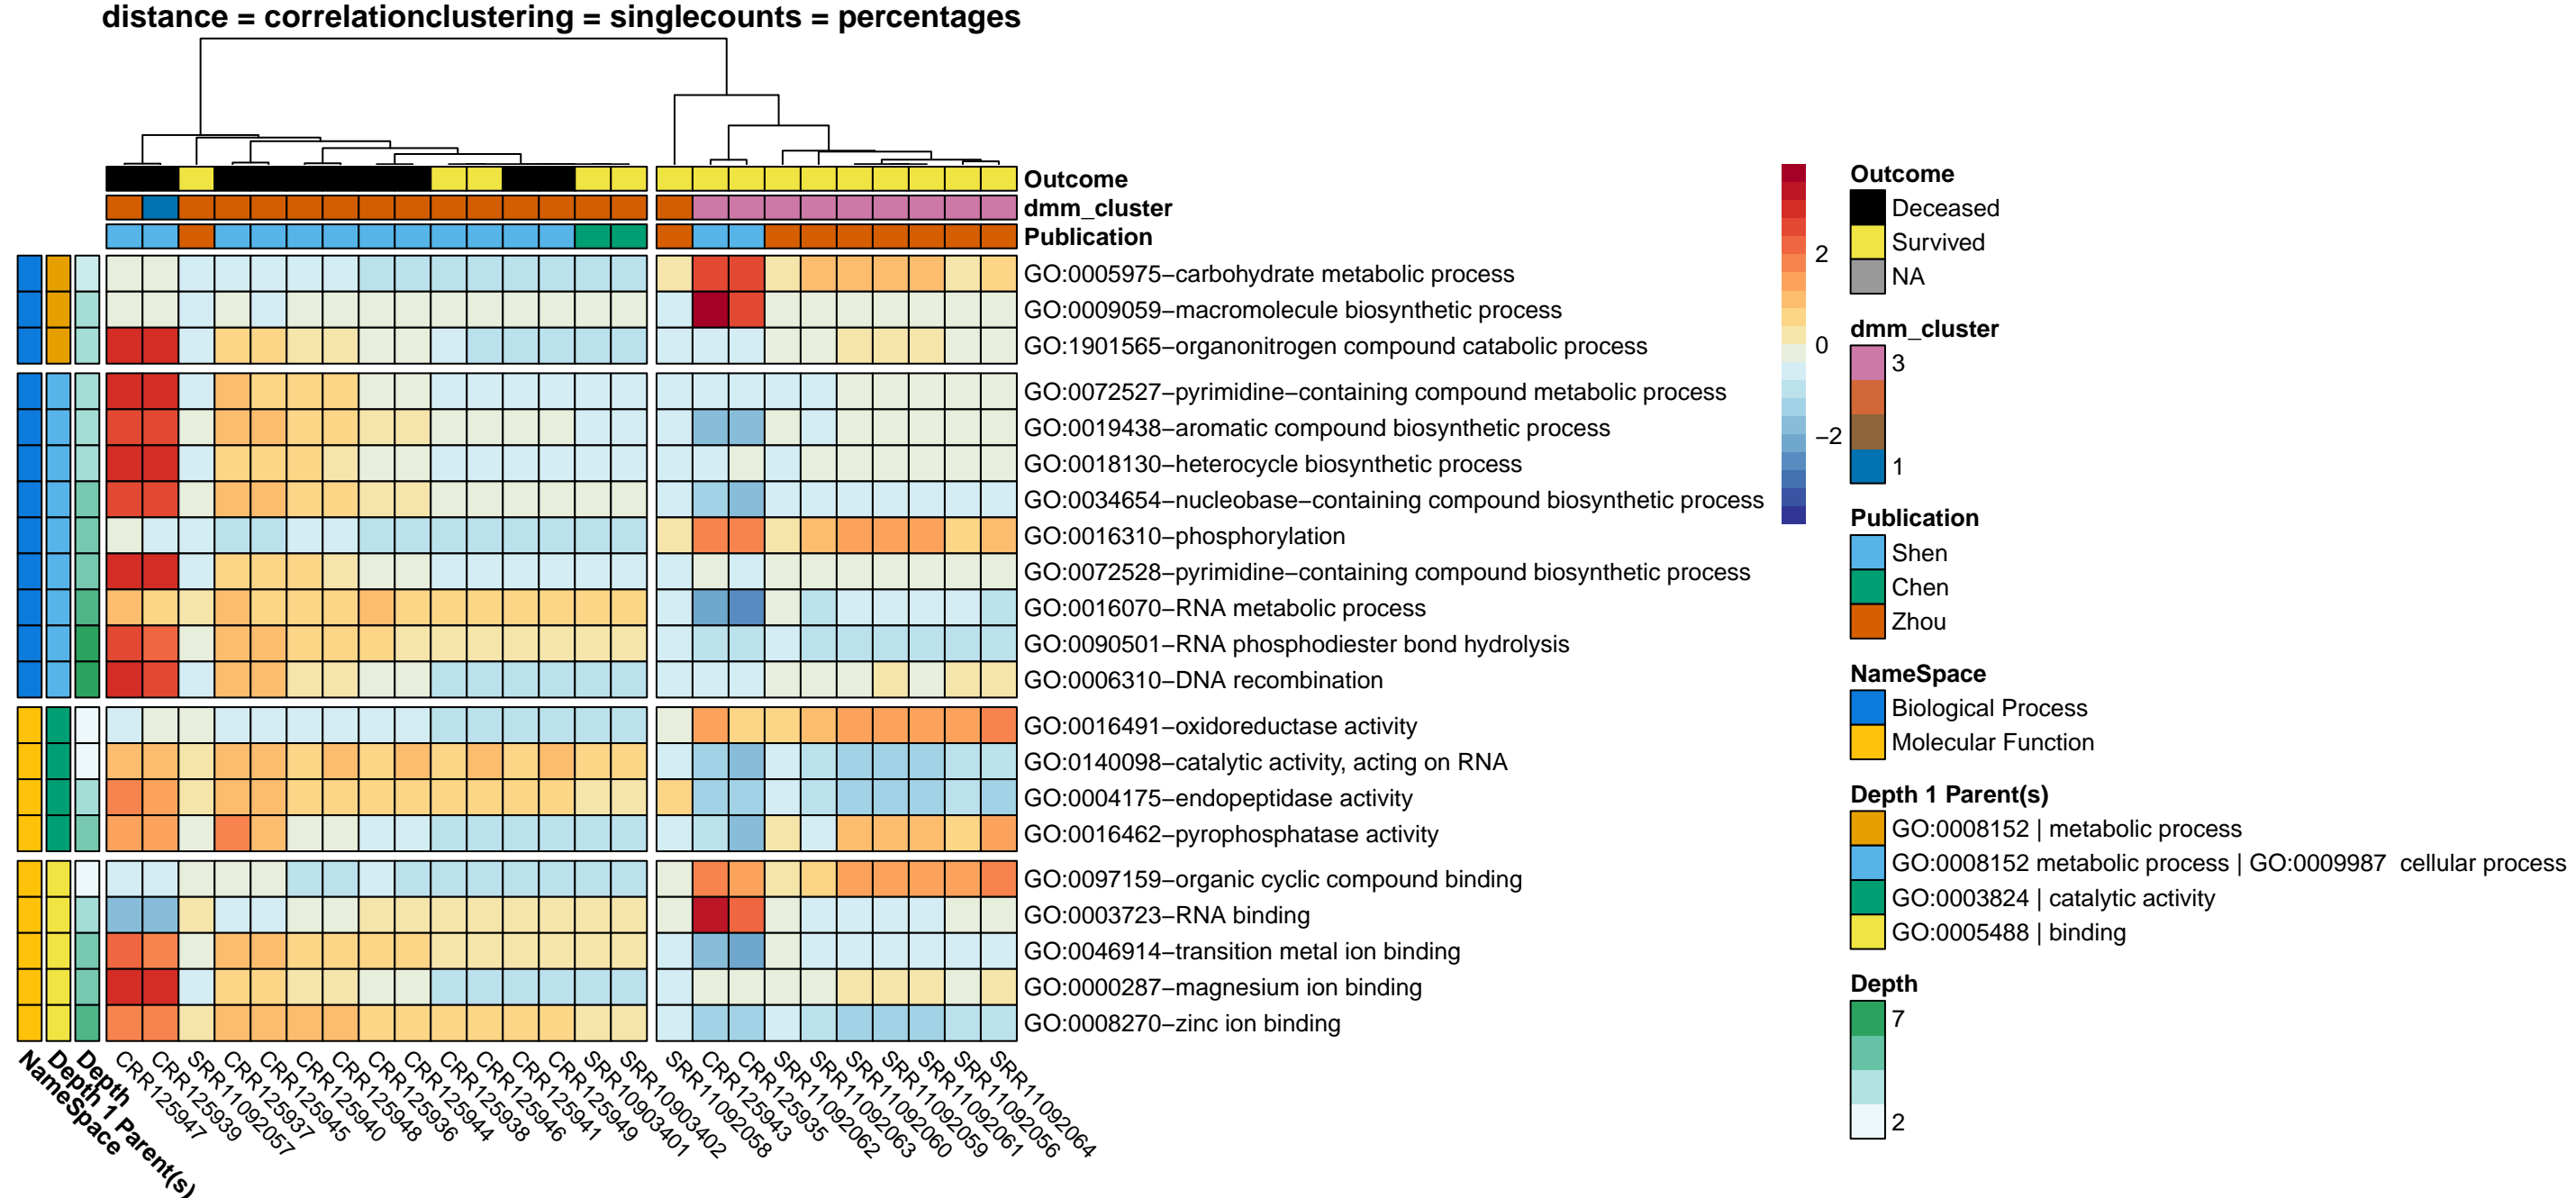 distance = correlationclustering = singlecounts = percentages
Outcome
dmm_cluster
Publication
GO:0005975−carbohydrate metabolic process
GO:0009059−macromolecule biosynthetic process
GO:1901565−organonitrogen compound catabolic process
GO:0072527−pyrimidine−containing compound metabolic process
GO:0019438−aromatic compound biosynthetic process
GO:0018130−heterocycle biosynthetic process
GO:0034654−nucleobase−containing compound biosynthetic process
GO:0016310−phosphorylation
GO:0072528−pyrimidine−containing compound biosynthetic process
GO:0016070−RNA metabolic process
GO:0090501−RNA phosphodiester bond hydrolysis
GO:0006310−DNA recombination
GO:0016491−oxidoreductase activity
GO:0140098−catalytic activity, acting on RNA
GO:0004175−endopeptidase activity
GO:0016462−pyrophosphatase activity
GO:0097159−organic cyclic compound binding
GO:0003723−RNA binding
GO:0046914−transition metal ion binding
GO:0000287−magnesium ion binding
GO:0008270−zinc ion binding
NameSpace
Depth 1 Parent(s)
Depth
CRR125947
CRR125939
SRR11092057
CRR125937
CRR125945
CRR125940
CRR125948
CRR125936
CRR125944
CRR125938
CRR125946
CRR125941
CRR125949
SRR10903401
SRR10903402
SRR11092058
CRR125943
CRR125935
SRR11092062
SRR11092063
SRR11092060
SRR11092059
SRR11092061
SRR11092056
SRR11092064
2
0
−2
Outcome
Deceased
Survived
NA
dmm_cluster
3
1
Publication
Shen
Chen
Zhou
NameSpace
Biological Process
Molecular Function
Depth 1 Parent(s)
GO:0008152 | metabolic process
GO:0008152 metabolic process | GO:0009987 cellular process
GO:0003824 | catalytic activity
GO:0005488 | binding
Depth
7
2